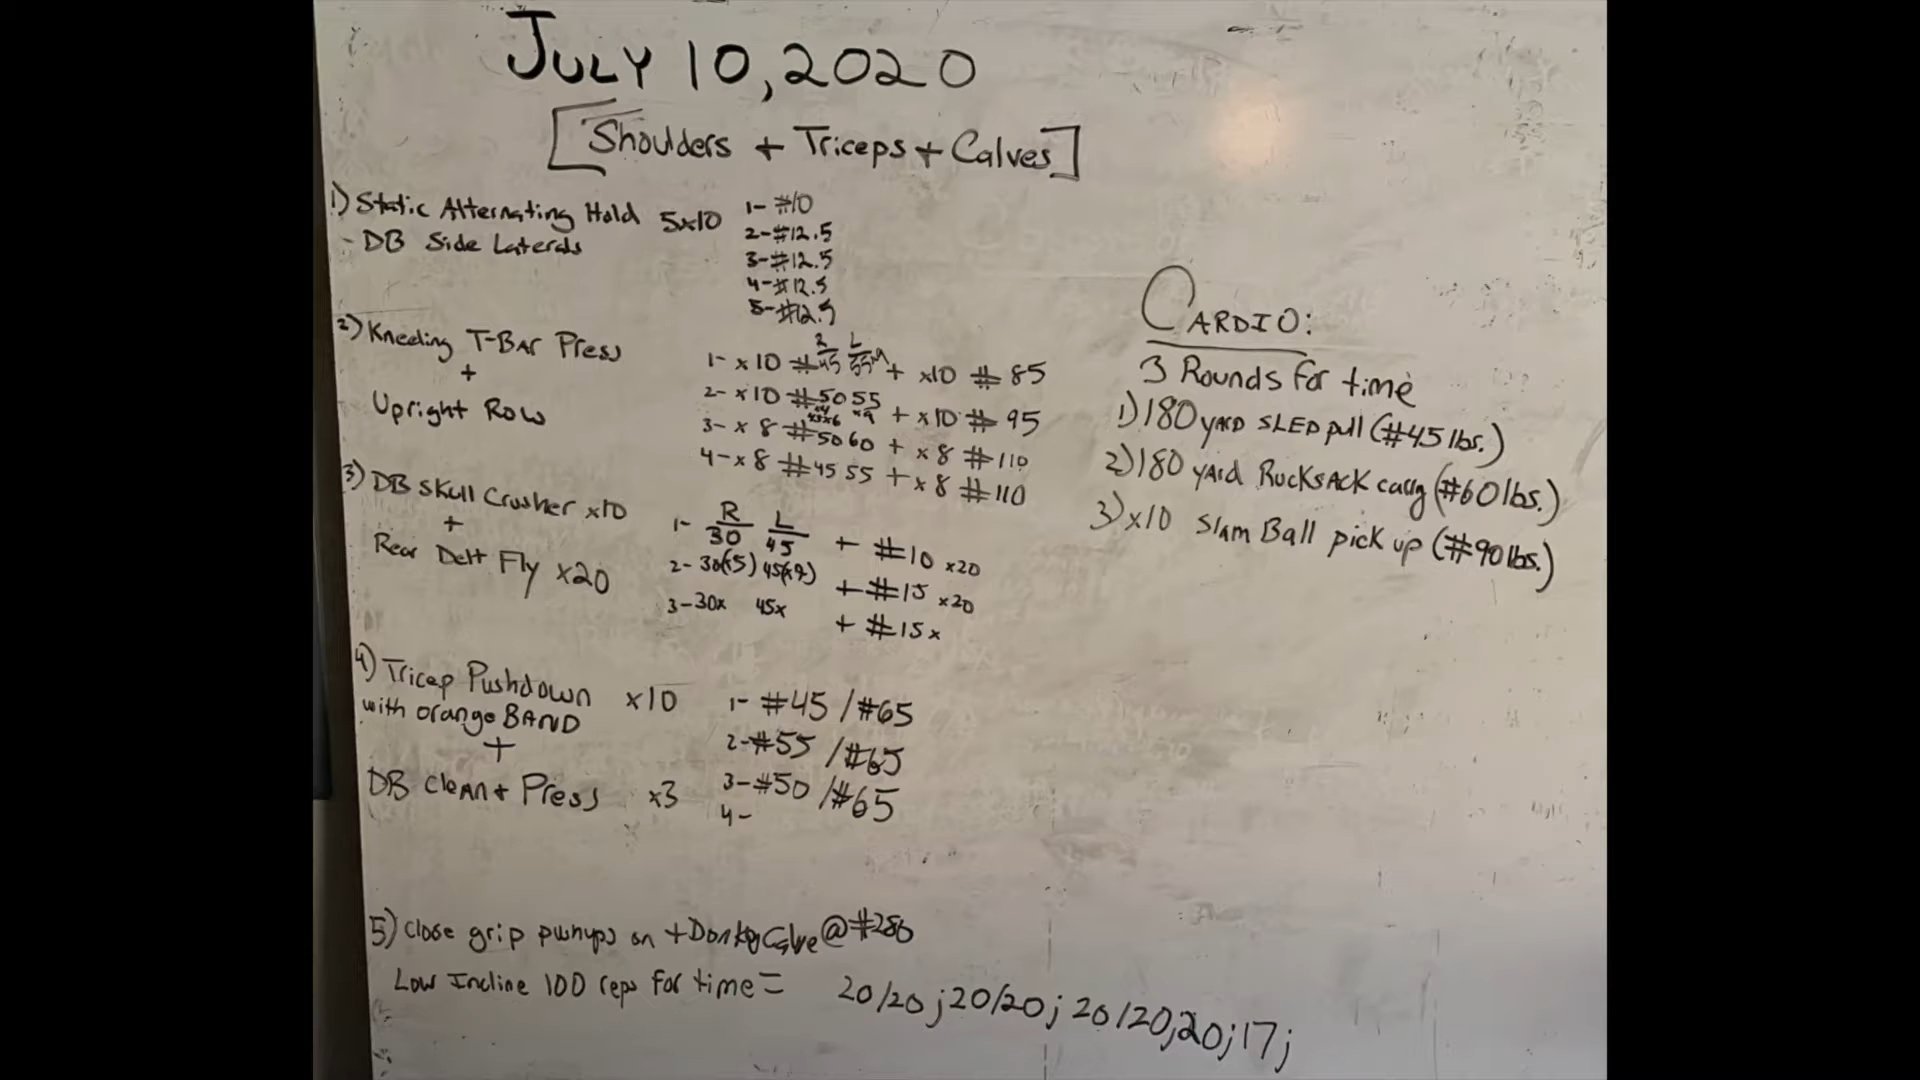 JULY 10, 2020
[Shoulders + Triceps + Calves]
1) Static Alternating Hold 5x10
- DB Side Laterals
1- #10
2- #12.5
3- #12.5
4- #12.5
5- #12.5
2) Kneeling T-Bar Press
+
Upright Row
R L
1- x10 #45 55 + x10 #85
2- x10 #50 55 + x10 #95
3- x 8 #50 60 + x 8 #110
4- x 8 #45 55 + x 8 #110
3) DB Skull Crusher x10
+
Rear Delt Fly x20
R L
1- 30 45 + #10 x20
2- 30(x5) 45(x9) + #15 x20
3- 30x 45x + #15x
4) Tricep Pushdown x10
with orange BAND
+
DB Clean + Press x3
1- #45 / #65
2- #55 / #65
3- #50 / #65
4-
5) Close grip pushups on + Donkey Calve @ #280
Low Incline 100 reps for time =
20/20; 20/20; 20/20; 20; 17;
CARDIO:
3 Rounds for time
1) 180 YARD SLED pull (#45 lbs.)
2) 180 YARD RuckSACK carry (#60 lbs.)
3) x10 Slam Ball pick up (#90 lbs.)